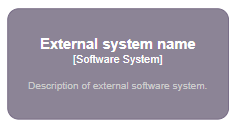 External system name
[Software System]
Description of external software system.